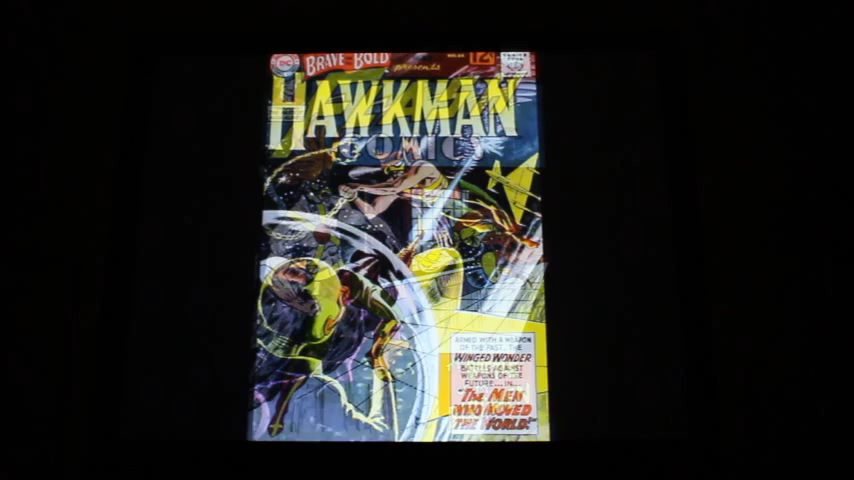 DC
BRAVE AND BOLD
presents
12¢
HAWKMAN
COMICS
ARMED WITH A WEAPON
OF THE PAST, THE
WINGED WONDER
BATTLES AGAINST
WEAPONS OF THE
FUTURE...IN...
"THE MEN
WHO MOVED
THE WORLD!"